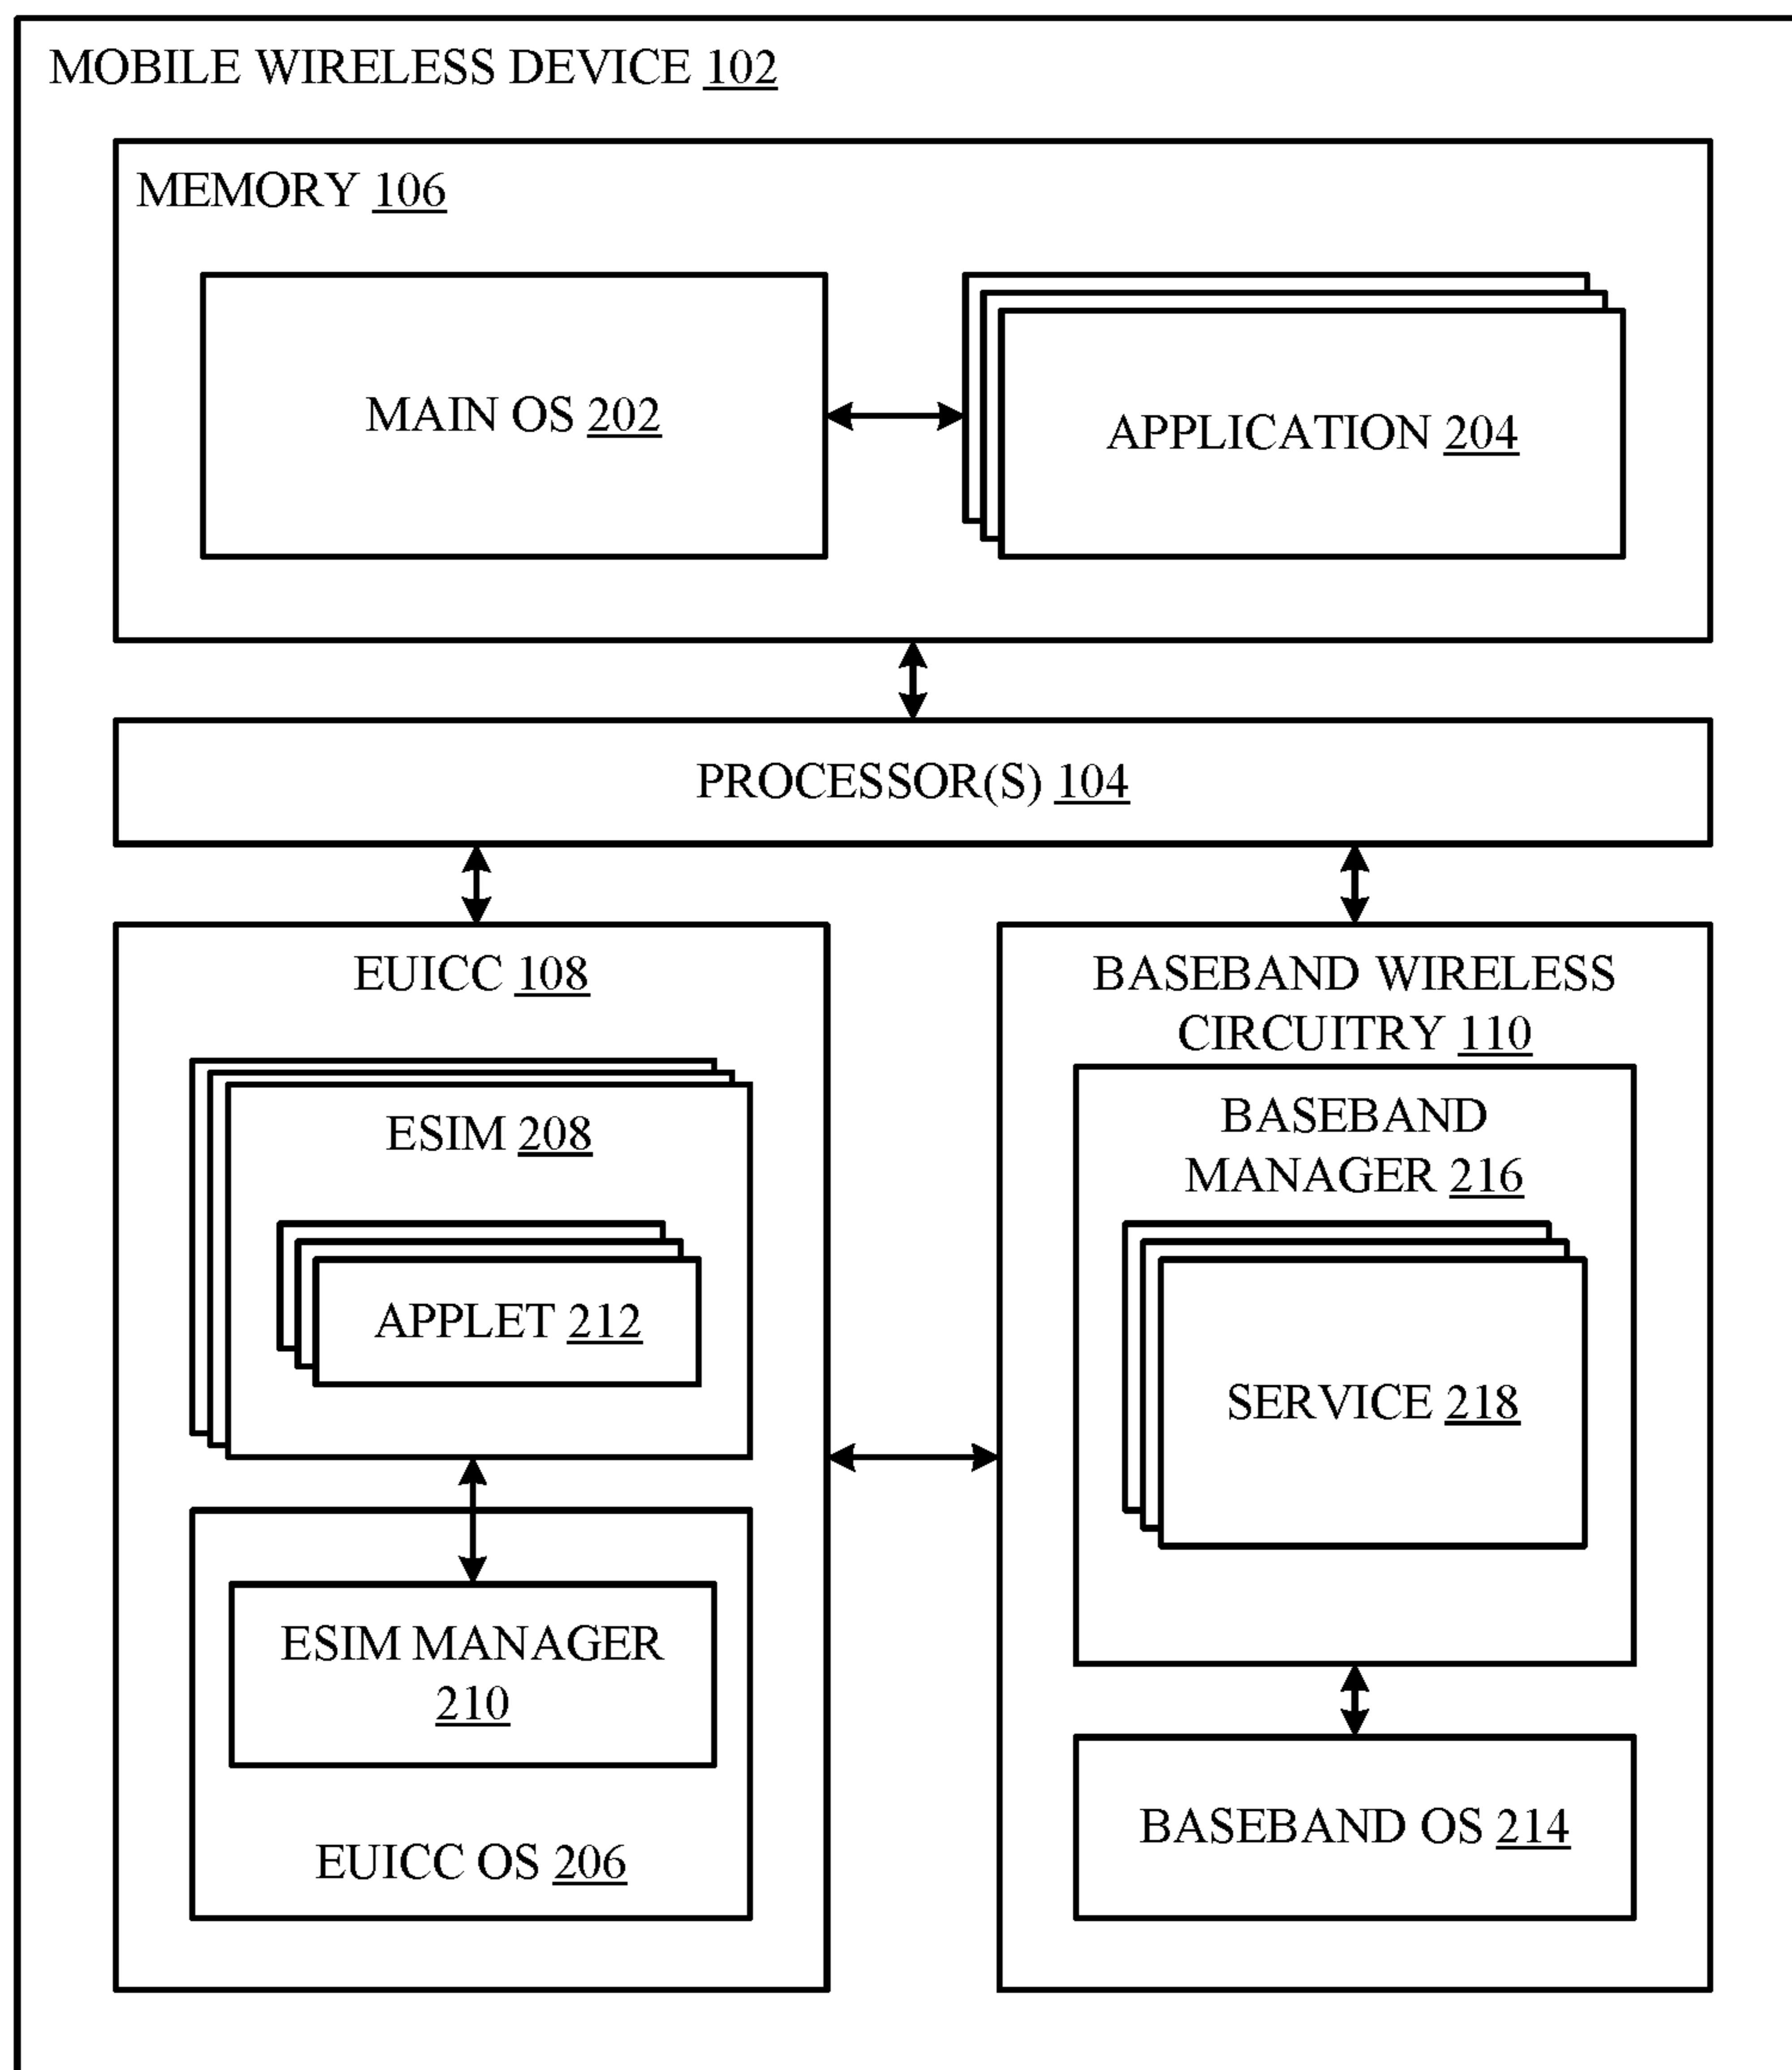 MOBILE WIRELESS DEVICE 102
MEMORY 106
MAIN OS 202
APPLICATION 204
PROCESSOR(S) 104
EUICC 108
ESIM 208
APPLET 212
ESIM MANAGER
210
EUICC OS 206
BASEBAND WIRELESS
CIRCUITRY 110
BASEBAND
MANAGER 216
SERVICE 218
BASEBAND OS 214